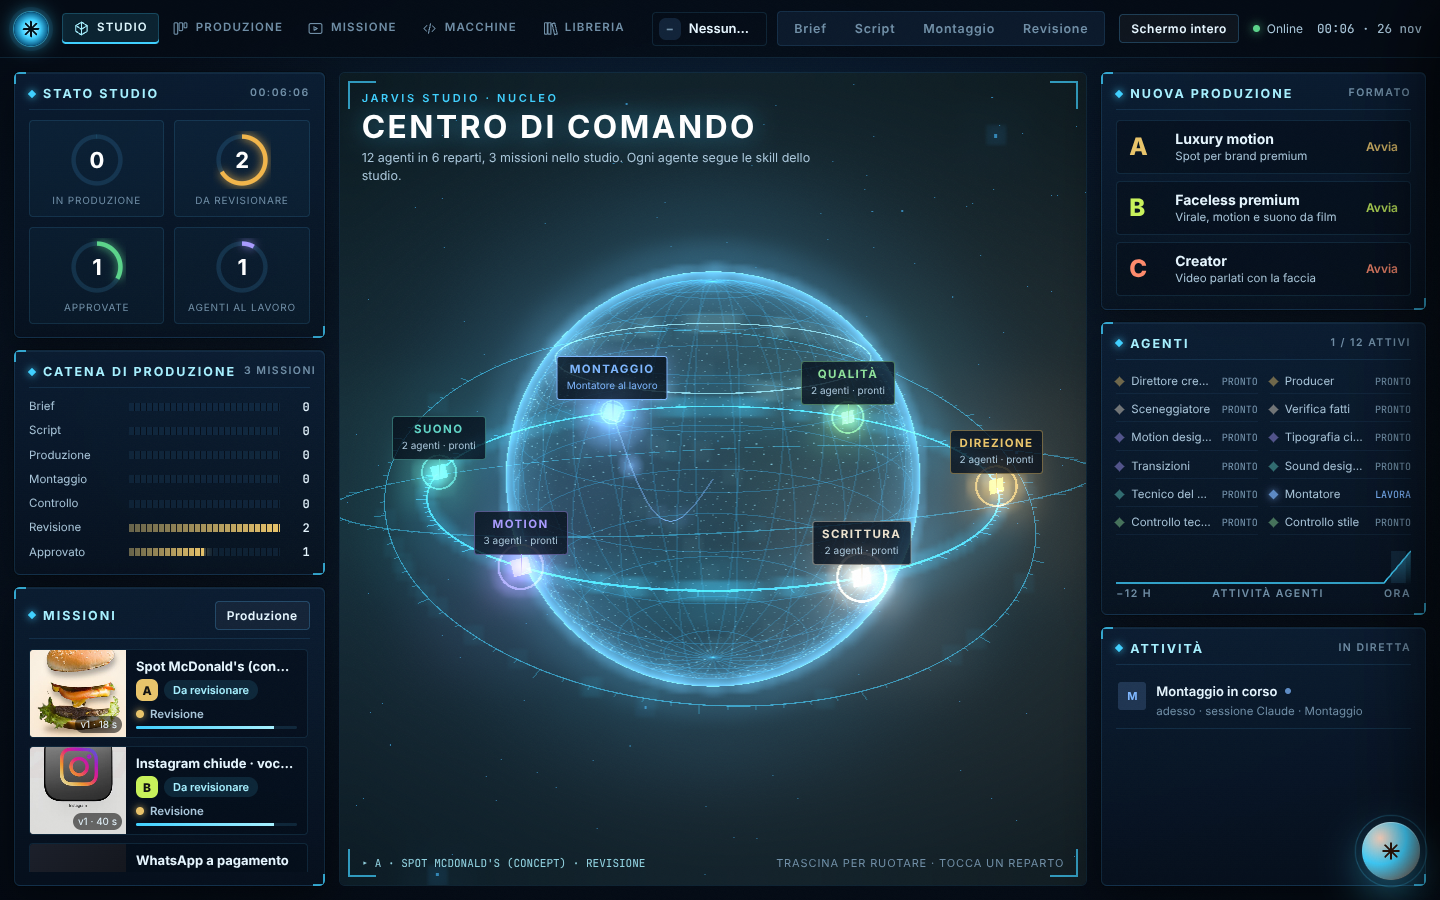 STUDIO
PRODUZIONE
MISSIONE
MACCHINE
LIBRERIA
– Nessun...
Brief
Script
Montaggio
Revisione
Schermo intero
Online
00:06 · 26 nov
STATO STUDIO
00:06:06
0
IN PRODUZIONE
2
DA REVISIONARE
1
APPROVATE
1
AGENTI AL LAVORO
CATENA DI PRODUZIONE
3 MISSIONI
Brief 0
Script 0
Produzione 0
Montaggio 0
Controllo 0
Revisione 2
Approvato 1
MISSIONI
Produzione
Spot McDonald's (con...
A Da revisionare
Revisione
v1 · 18 s
Instagram chiude · voc...
B Da revisionare
Revisione
Instagram
v1 · 40 s
WhatsApp a pagamento
JARVIS STUDIO · NUCLEO
CENTRO DI COMANDO
12 agenti in 6 reparti, 3 missioni nello studio. Ogni agente segue le skill dello
studio.
MONTAGGIO
Montatore al lavoro
QUALITÀ
2 agenti · pronti
SUONO
2 agenti · pronti
DIREZIONE
2 agenti · pronti
MOTION
3 agenti · pronti
SCRITTURA
2 agenti · pronti
A · SPOT MCDONALD'S (CONCEPT) · REVISIONE
TRASCINA PER RUOTARE · TOCCA UN REPARTO
NUOVA PRODUZIONE
FORMATO
A
Luxury motion
Spot per brand premium
Avvia
B
Faceless premium
Virale, motion e suono da film
Avvia
C
Creator
Video parlati con la faccia
Avvia
AGENTI
1 / 12 ATTIVI
Direttore cre... PRONTO
Producer PRONTO
Sceneggiatore PRONTO
Verifica fatti PRONTO
Motion desig... PRONTO
Tipografia ci... PRONTO
Transizioni PRONTO
Sound desig... PRONTO
Tecnico del ... PRONTO
Montatore LAVORA
Controllo tec... PRONTO
Controllo stile PRONTO
−12 H
ATTIVITÀ AGENTI
ORA
ATTIVITÀ
IN DIRETTA
M
Montaggio in corso
adesso · sessione Claude · Montaggio